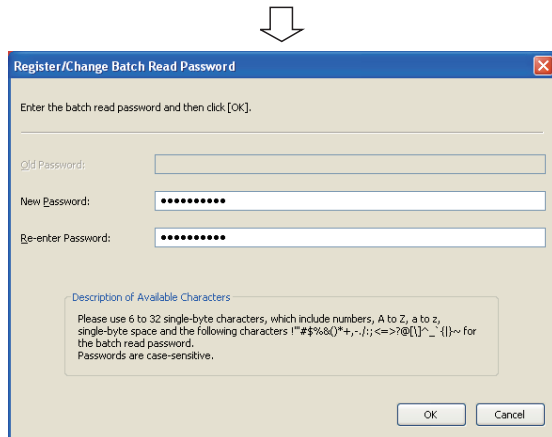 Register/Change Batch Read Password
Enter the batch read password and then click [OK].
Old Password:
New Password:
••••••••••
Re-enter Password:
••••••••••
Description of Available Characters
Please use 6 to 32 single-byte characters, which include numbers, A to Z, a to z,
single-byte space and the following characters !"'#$%&()*+,-./:;<=>?@[\]^_`{|}~ for
the batch read password.
Passwords are case-sensitive.
OK
Cancel